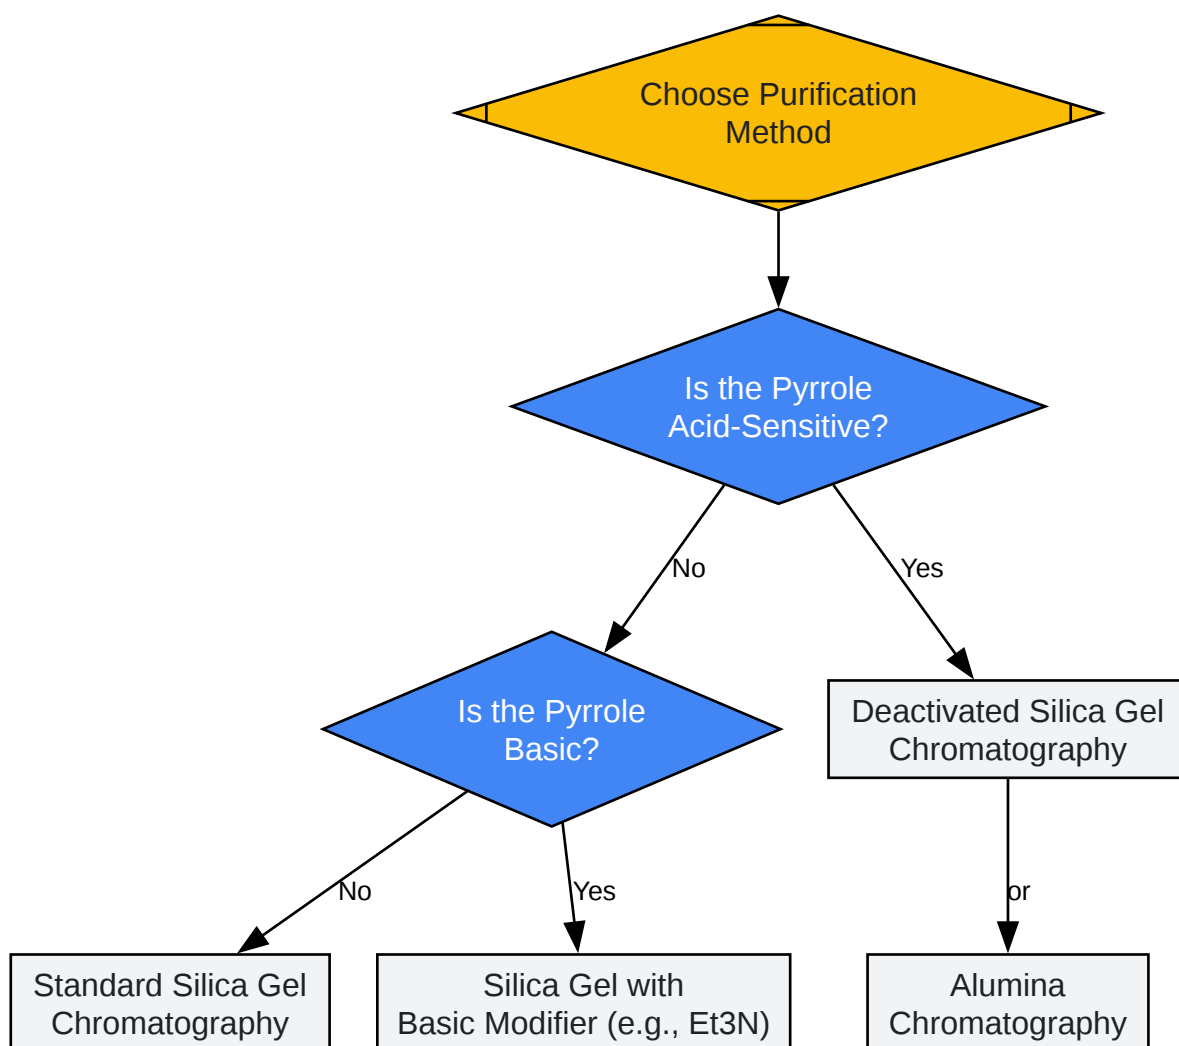 Choose Purification
Method
Is the Pyrrole
Acid-Sensitive?
No
Yes
Is the Pyrrole
Basic?
Deactivated Silica Gel
Chromatography
No
Yes
or
Standard Silica Gel
Chromatography
Silica Gel with
Basic Modifier (e.g., Et3N)
Alumina
Chromatography